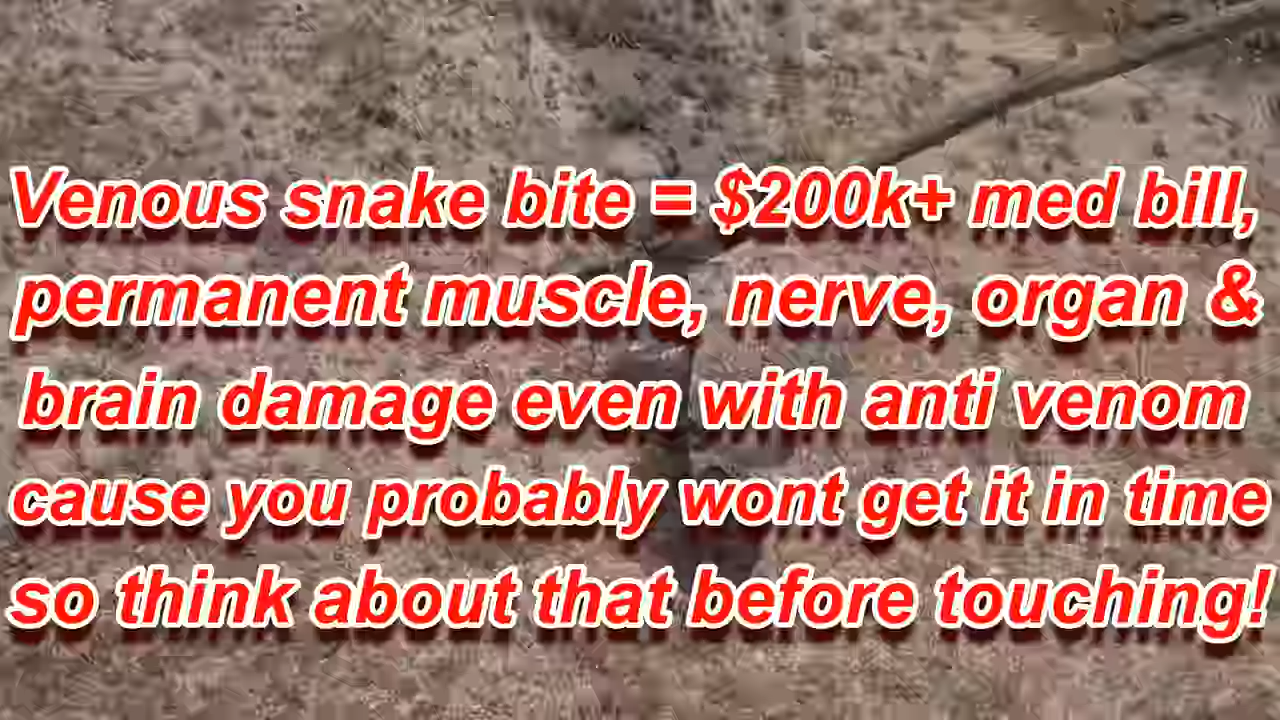 Venous snake bite = $200k+ med bill,
permanent muscle, nerve, organ &
brain damage even with anti venom
cause you probably wont get it in time
so think about that before touching!